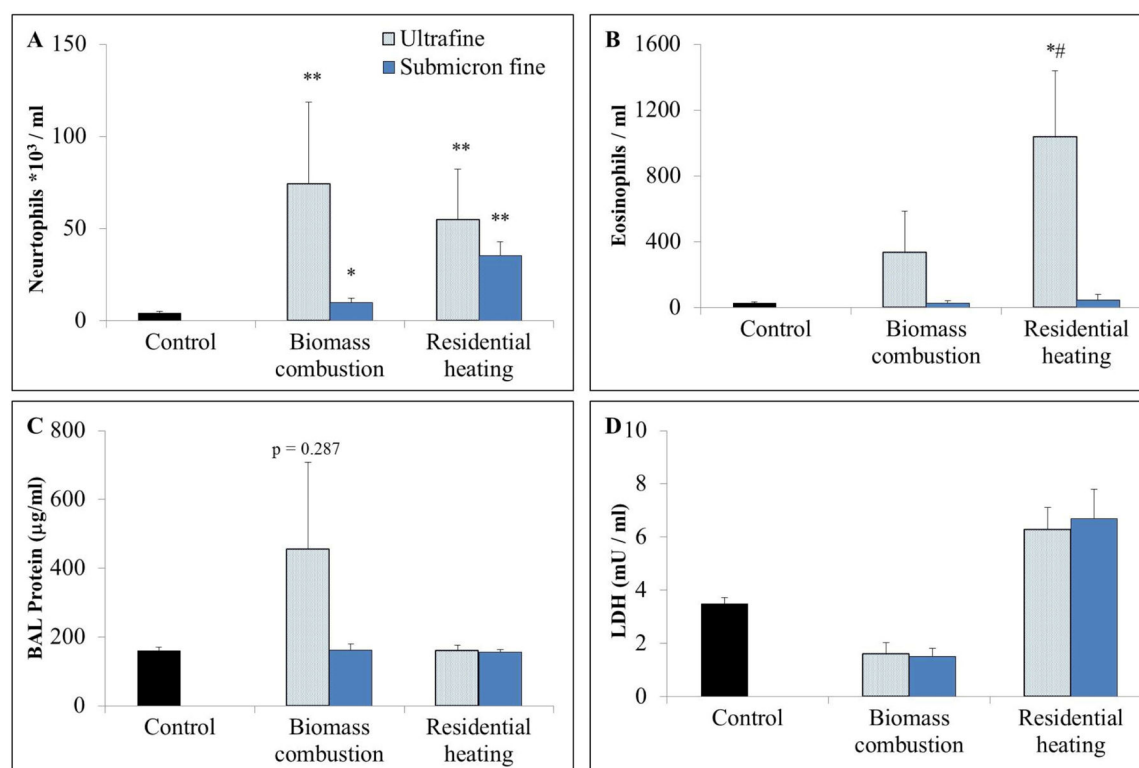 A
Neurtophils *10³ / ml
150
100
50
0
Ultrafine
Submicron fine
**
*
**
**
Control
Biomass
combustion
Residential
heating
B
Eosinophils / ml
1600
1200
800
400
0
*#
Control
Biomass
combustion
Residential
heating
C
BAL Protein (µg/ml)
800
600
400
200
0
p = 0.287
Control
Biomass
combustion
Residential
heating
D
LDH (mU / ml)
10
8
6
4
2
0
Control
Biomass
combustion
Residential
heating